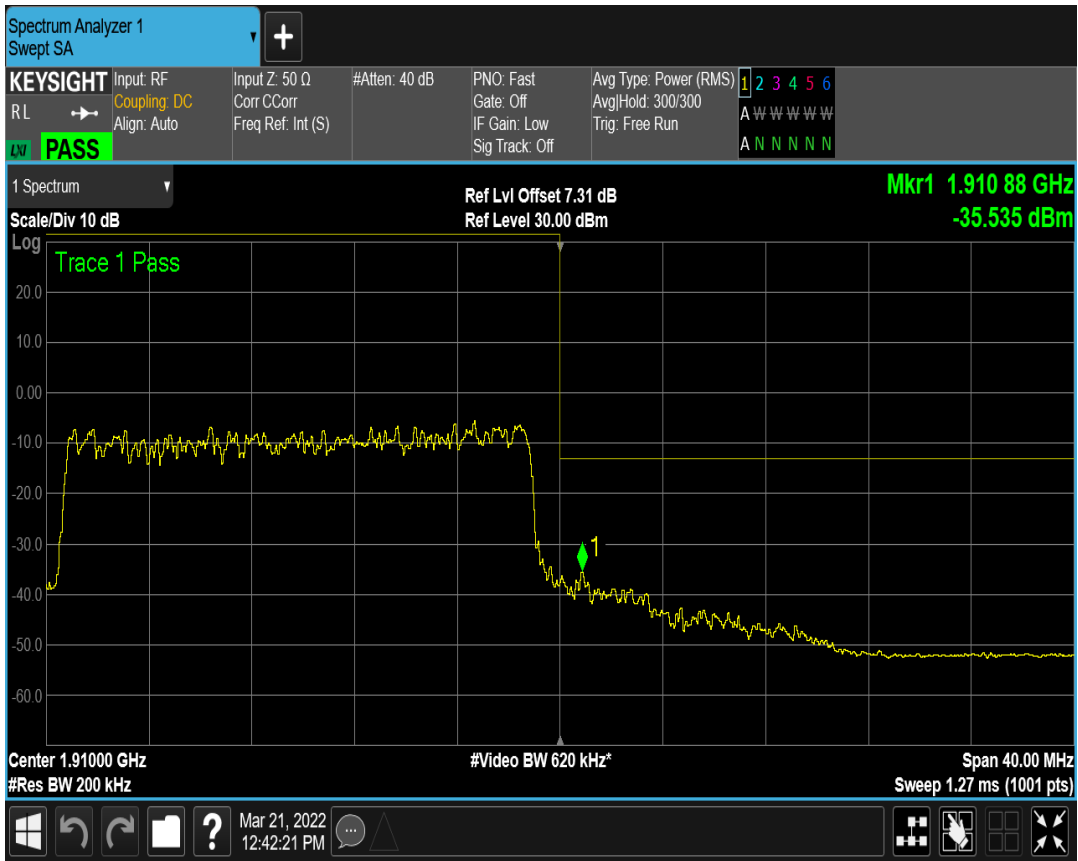 Spectrum Analyzer 1
Swept SA
+
KEYSIGHT
R L
LXI
PASS
Input: RF
Coupling: DC
Align: Auto
Input Z: 50 Ω
Corr CCorr
Freq Ref: Int (S)
#Atten: 40 dB
PNO: Fast
Gate: Off
IF Gain: Low
Sig Track: Off
Avg Type: Power (RMS)
Avg|Hold: 300/300
Trig: Free Run
1 2 3 4 5 6
A W W W W W
A N N N N N
1 Spectrum
Scale/Div 10 dB
Ref Lvl Offset 7.31 dB
Ref Level 30.00 dBm
Mkr1 1.910 88 GHz
-35.535 dBm
Log
Trace 1 Pass
20.0
10.0
0.00
-10.0
-20.0
-30.0
-40.0
-50.0
-60.0
1
Center 1.91000 GHz
#Res BW 200 kHz
#Video BW 620 kHz*
Span 40.00 MHz
Sweep 1.27 ms (1001 pts)
?
Mar 21, 2022
12:42:21 PM